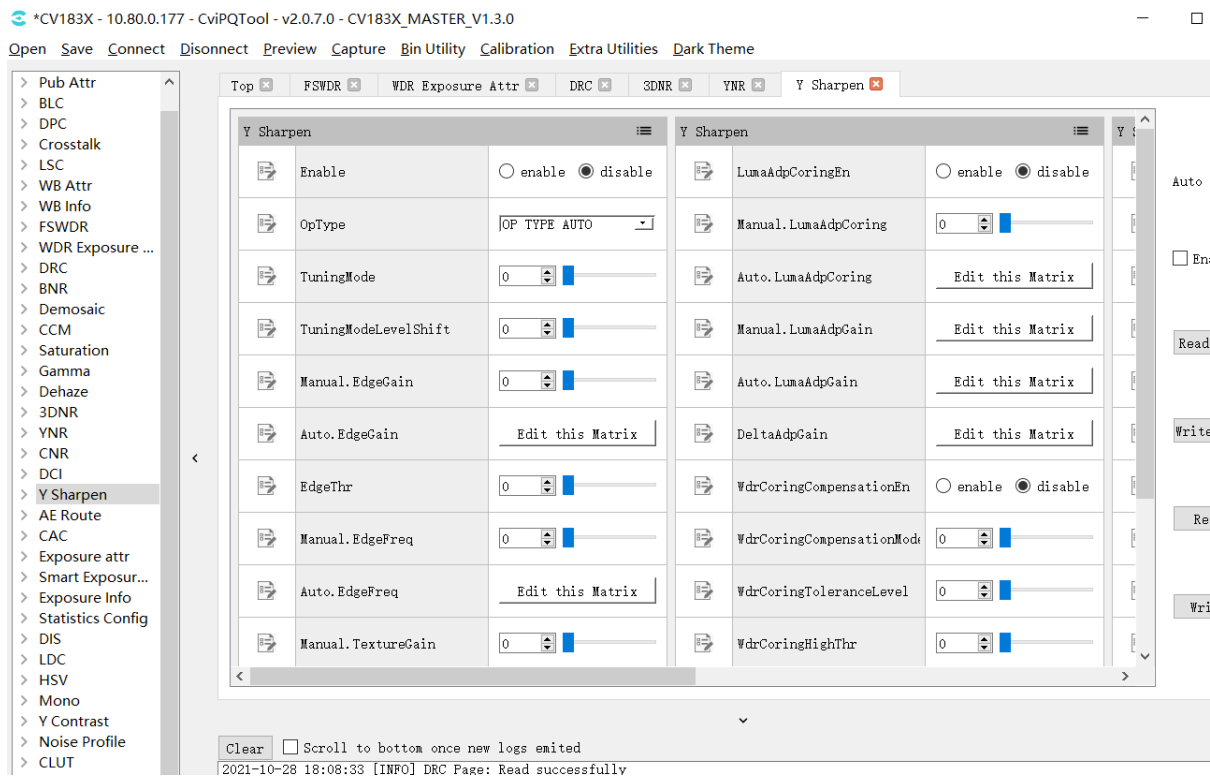 *CV183X - 10.80.0.177 - CviPQTool - v2.0.7.0 - CV183X_MASTER_V1.3.0
Open Save Connect Disonnect Preview Capture Bin Utility Calibration Extra Utilities Dark Theme
Pub Attr
BLC
DPC
Crosstalk
LSC
WB Attr
WB Info
FSWDR
WDR Exposure ...
DRC
BNR
Demosaic
CCM
Saturation
Gamma
Dehaze
3DNR
YNR
CNR
DCI
Y Sharpen
AE Route
CAC
Exposure attr
Smart Exposur...
Exposure Info
Statistics Config
DIS
LDC
HSV
Mono
Y Contrast
Noise Profile
CLUT
Top FSWDR WDR Exposure Attr DRC 3DNR YNR Y Sharpen
Y Sharpen
Enable enable disable
OpType OP TYPE AUTO
TuningMode 0
TuningModeLevelShift 0
Manual.EdgeGain 0
Auto.EdgeGain Edit this Matrix
EdgeThr 0
Manual.EdgeFreq 0
Auto.EdgeFreq Edit this Matrix
Manual.TextureGain 0
Y Sharpen
LumaAdpCoringEn enable disable
Manual.LumaAdpCoring 0
Auto.LumaAdpCoring Edit this Matrix
Manual.LumaAdpGain Edit this Matrix
Auto.LumaAdpGain Edit this Matrix
DeltaAdpGain Edit this Matrix
WdrCoringCompensationEn enable disable
WdrCoringCompensationMode 0
WdrCoringToleranceLevel 0
WdrCoringHighThr 0
Y
Auto
Ena
Read
Write
Re
Wri
Clear Scroll to bottom once new logs emited
2021-10-28 18:08:33 [INFO] DRC Page: Read successfully